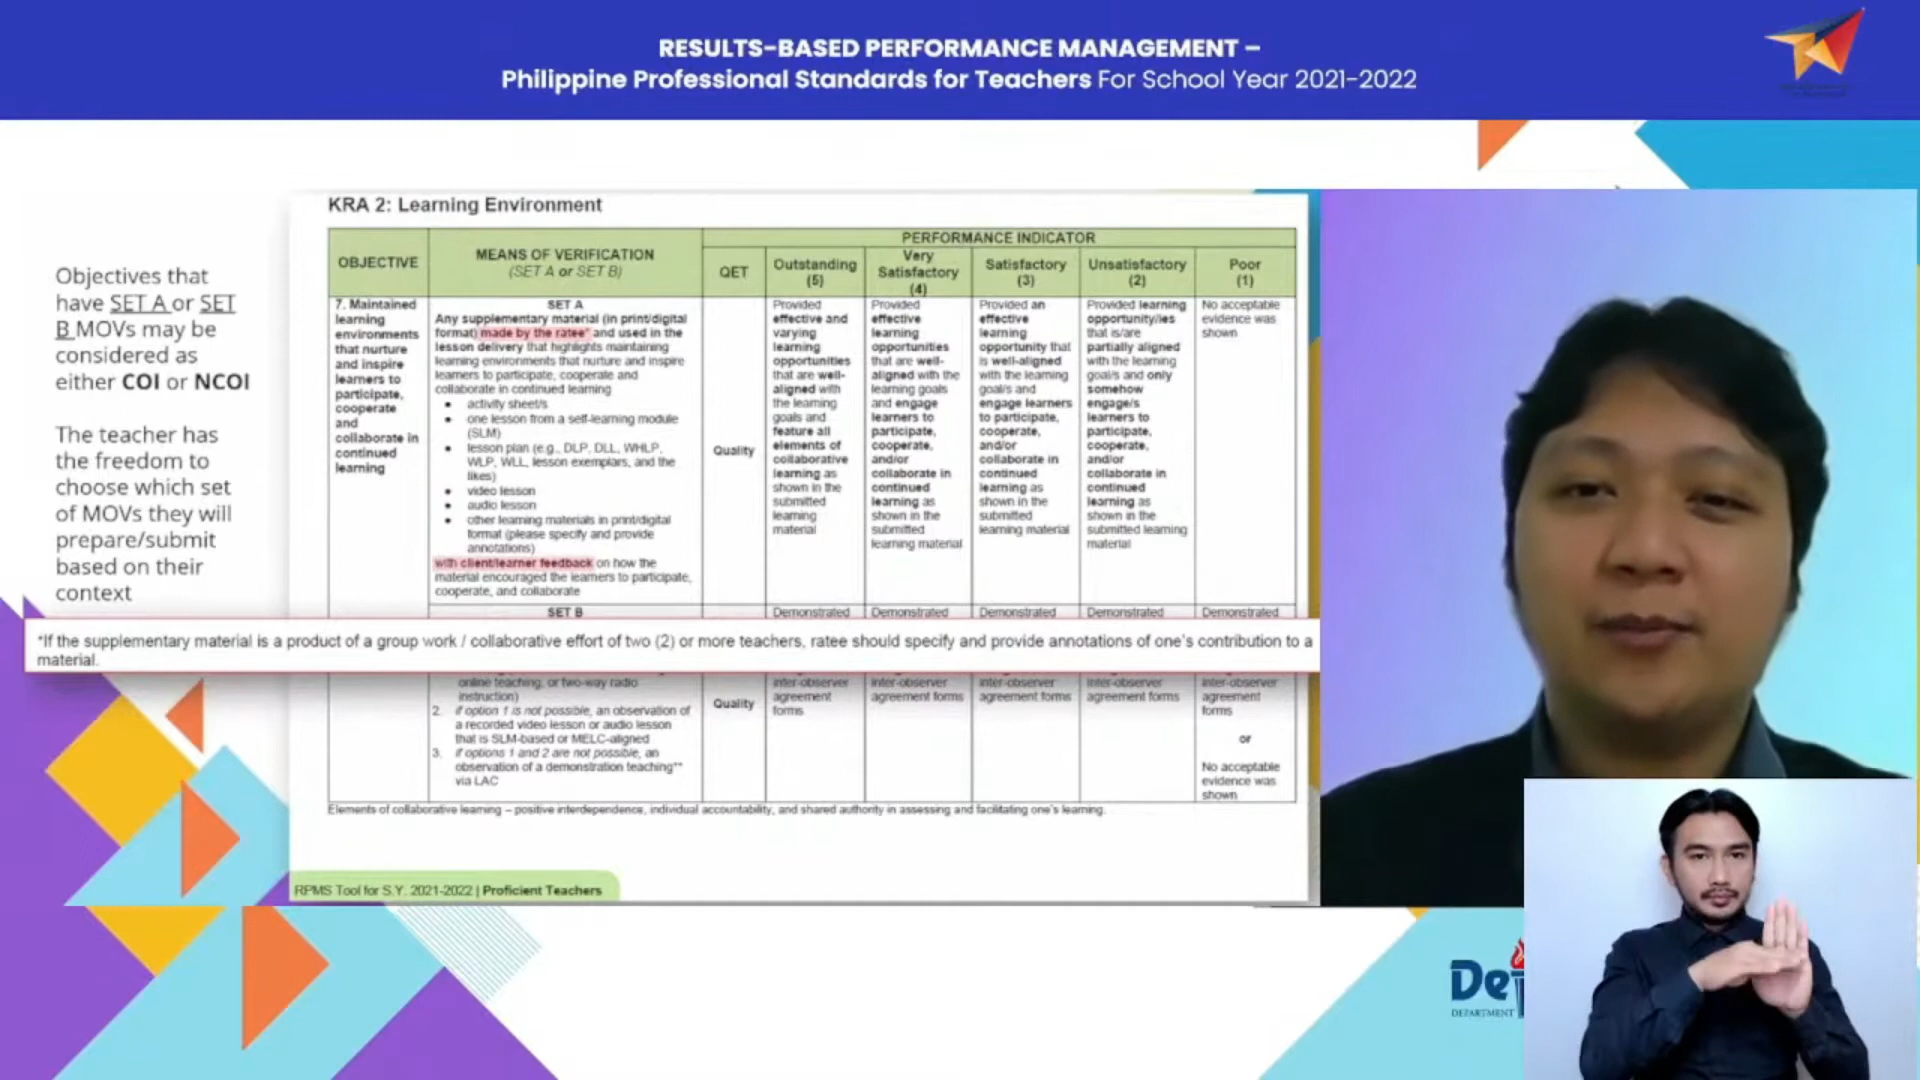 RESULTS-BASED PERFORMANCE MANAGEMENT –
Philippine Professional Standards for Teachers For School Year 2021-2022
Objectives that
have SET A or SET
B MOVs may be
considered as
either COI or NCOI
The teacher has
the freedom to
choose which set
of MOVs they will
prepare/submit
based on their
context
KRA 2: Learning Environment
OBJECTIVE
MEANS OF VERIFICATION
(SET A or SET B)
PERFORMANCE INDICATOR
QET
Outstanding
(5)
Very
Satisfactory
(4)
Satisfactory
(3)
Unsatisfactory
(2)
Poor
(1)
7. Maintained
learning
environments
that nurture
and inspire
learners to
participate,
cooperate
and
collaborate in
continued
learning
SET A
Any supplementary material (in print/digital
format) made by the ratee* and used in the
lesson delivery that highlights maintaining
learning environments that nurture and inspire
learners to participate, cooperate and
collaborate in continued learning
• activity sheet/s
• one lesson from a self-learning module
(SLM)
• lesson plan (e.g., DLP, DLL, WHLP,
WLP, WLL, lesson exemplars, and the
likes)
• video lesson
• audio lesson
• other learning materials in print/digital
format (please specify and provide
annotations)
with client/learner feedback on how the
material encouraged the learners to participate,
cooperate, and collaborate
Quality
Provided
effective and
varying
learning
opportunities
that are well-
aligned with
the learning
goals and
feature all
elements of
collaborative
learning as
shown in the
submitted
learning
material
Provided
effective
learning
opportunities
that are well-
aligned with the
learning goals
and engage
learners to
participate,
cooperate,
and/or
collaborate in
continued
learning as
shown in the
submitted
learning material
Provided an
effective
learning
opportunity that
is well-aligned
with the learning
goal/s and
engage learners
to participate,
cooperate,
and/or
collaborate in
continued
learning as
shown in the
submitted
learning material
Provided learning
opportunity/ies
that is/are
partially aligned
with the learning
goal/s and only
somehow
engage/s
learners to
participate,
cooperate,
and/or
collaborate in
continued
learning as
shown in the
submitted learning
material
No acceptable
evidence was
shown
SET B
Demonstrated
Demonstrated
Demonstrated
Demonstrated
Demonstrated
*If the supplementary material is a product of a group work / collaborative effort of two (2) or more teachers, ratee should specify and provide annotations of one's contribution to a
material.
online teaching, or two-way radio
instruction)
2. if option 1 is not possible, an observation of
a recorded video lesson or audio lesson
that is SLM-based or MELC-aligned
3. if options 1 and 2 are not possible, an
observation of a demonstration teaching**
via LAC
Quality
inter-observer
agreement
forms
inter-observer
agreement forms
inter-observer
agreement forms
inter-observer
agreement forms
inter-observer
agreement
forms
or
No acceptable
evidence was
shown
Elements of collaborative learning – positive interdependence, individual accountability, and shared authority in assessing and facilitating one's learning.
RPMS Tool for S.Y. 2021-2022 | Proficient Teachers
De
DEPARTMENT